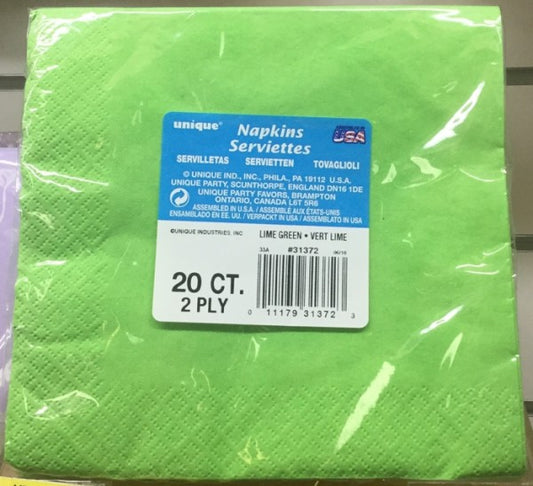 unique®
Napkins
Serviettes
USA
SERVILLETAS SERVIETTEN TOVAGLIOLI
© UNIQUE IND., INC., PHILA., PA 19112 U.S.A.
UNIQUE PARTY, SCUNTHORPE, ENGLAND DN16 1DE
UNIQUE PARTY FAVORS, BRAMPTON
ONTARIO, CANADA L6T 5R6
ASSEMBLED IN U.S.A. / ASSEMBLÉ AUX ÉTATS-UNIS
ENSAMBLADO EN EE. UU. / VERPACKT IN USA / ASSEMBLATO IN USA
©UNIQUE INDUSTRIES, INC
LIME GREEN • VERT LIME
33A #31372
20 CT.
2 PLY
0 11179 31372 3